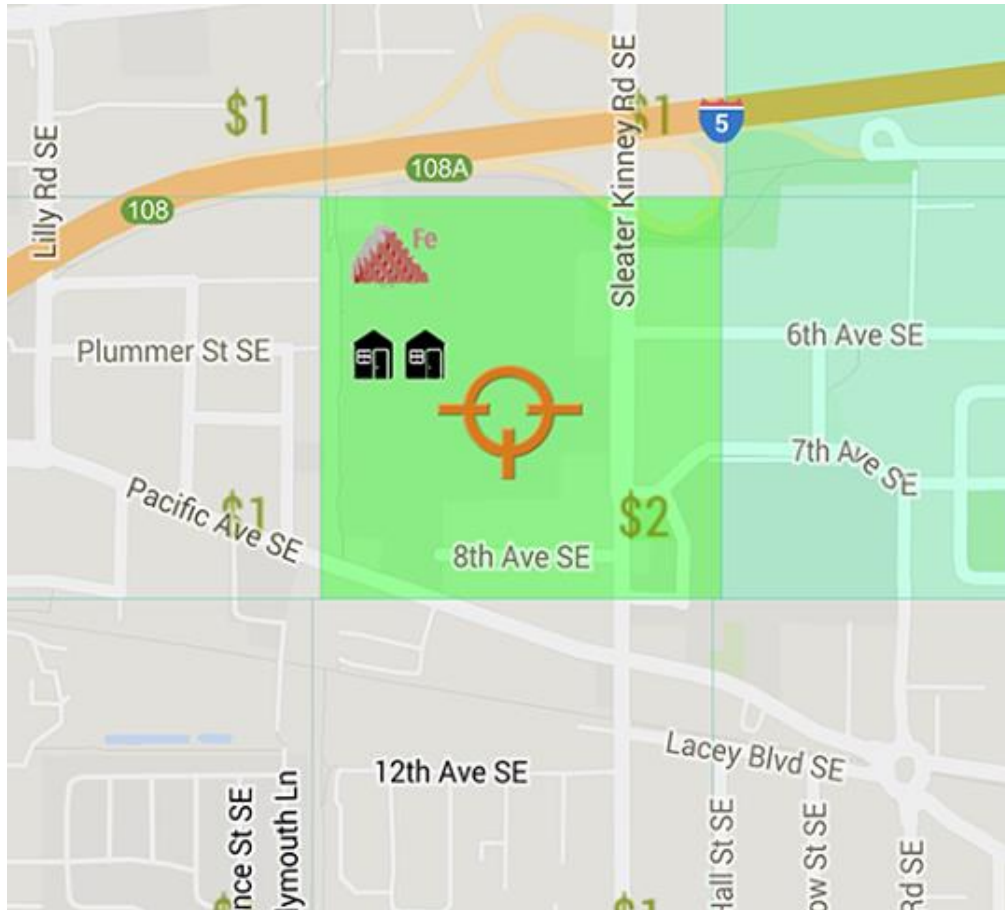 Lilly Rd SE
$1
Sleater Kinney Rd SE
$1
5
108A
108
Fe
Plummer St SE
6th Ave SE
7th Ave SE
Pacific Ave SE
$1
$2
8th Ave SE
Lacey Blvd SE
12th Ave SE
nce St SE
lymouth Ln
Hall St SE
ow St SE
Rd SE
$1